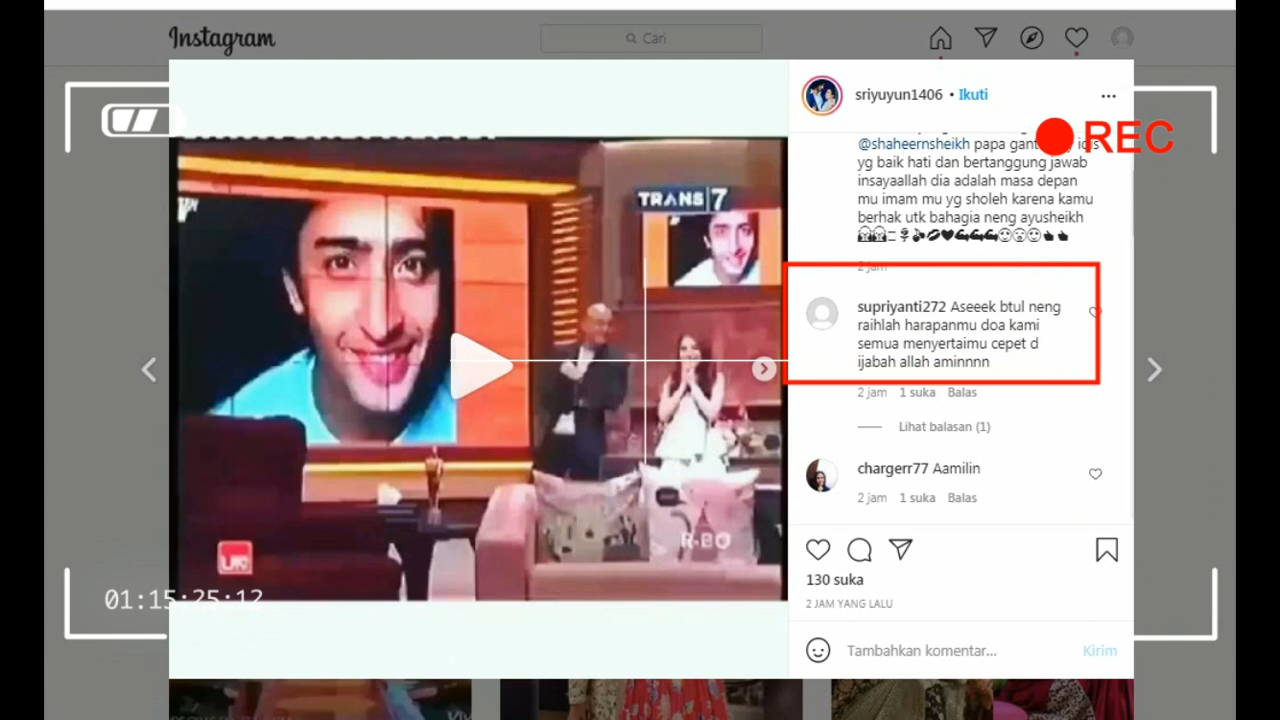 Instagram
Cari
sriyuyun1406 • Ikuti
REC
@shaheernsheikh papa
yg baik hati dan bertanggung jawab
insayaallah dia adalah masa depan
mu imam mu yg sholeh karena kamu
berhak utk bahagia neng ayusheikh
2 jam
TRANS|7
supriyanti272 Aseeek btul neng
raihlah harapanmu doa kami
semua menyertaimu cepet d
ijabah allah aminnnn
2 jam 1 suka Balas
Lihat balasan (1)
chargerr77 Aamilin
2 jam 1 suka Balas
R-BO
130 suka
2 JAM YANG LALU
01:15:25:12
Tambahkan komentar...
Kirim